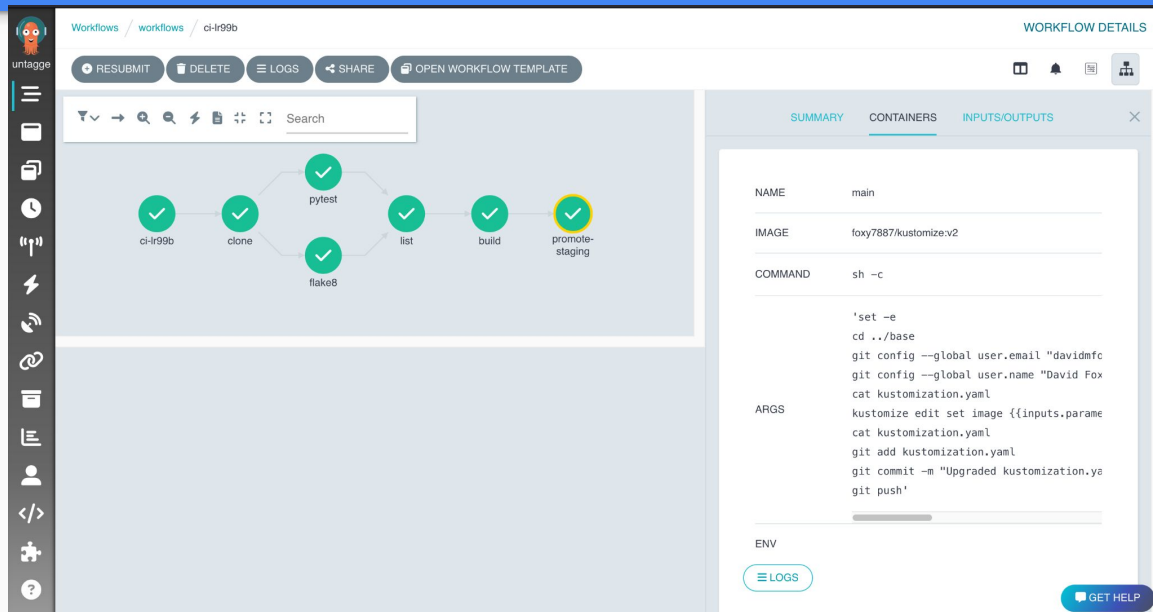 untagge
Workflows / workflows / ci-lr99b
WORKFLOW DETAILS
RESUBMIT DELETE LOGS SHARE OPEN WORKFLOW TEMPLATE
Search
pytest
ci-lr99b
clone
list
build
promote-
staging
flake8
SUMMARY CONTAINERS INPUTS/OUTPUTS
NAME main
IMAGE foxy7887/kustomize:v2
COMMAND sh -c
ARGS
'set -e
cd ../base
git config --global user.email "davidmfo
git config --global user.name "David Fox
cat kustomization.yaml
kustomize edit set image {{inputs.parame
cat kustomization.yaml
git add kustomization.yaml
git commit -m "Upgraded kustomization.ya
git push'
ENV
LOGS
GET HELP